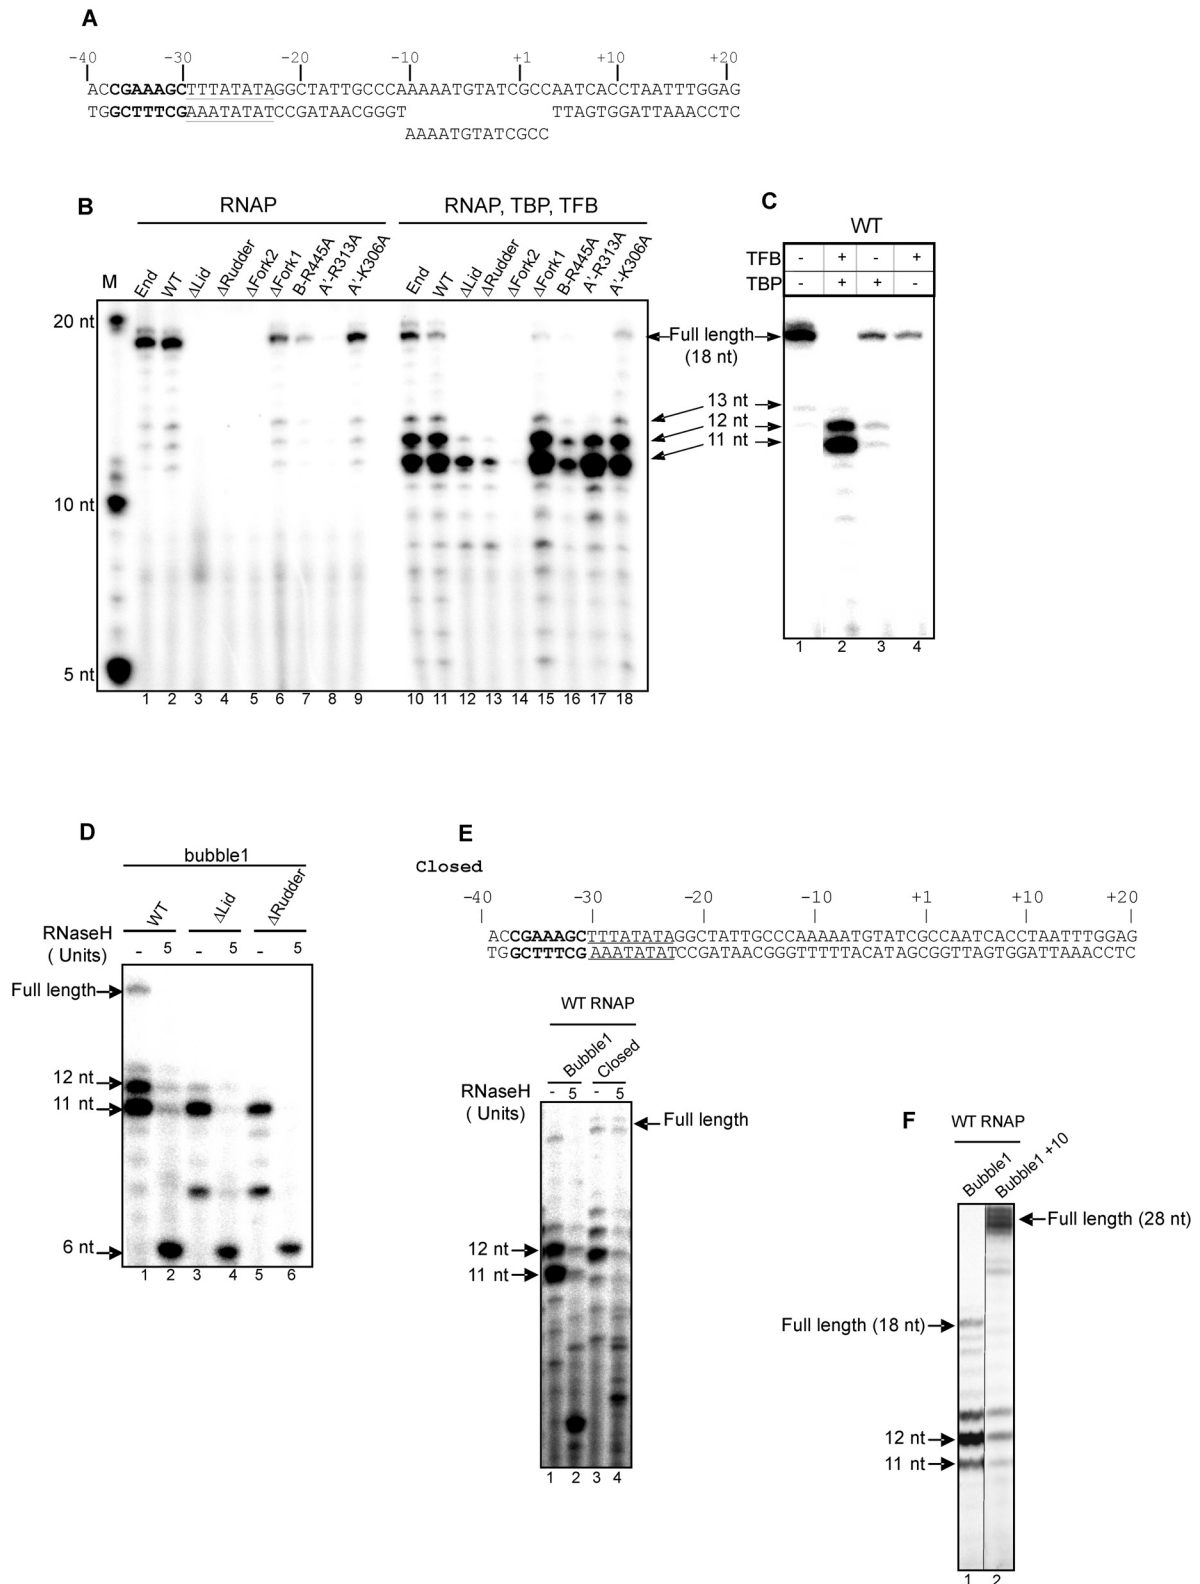 A
-40 -30 -20 -10 +1 +10 +20
ACCGAAAGCTTTATATAGGCTATTGCCCAAAAATGTATCGCCAATCACCTAATTTGGAG
TGGCTTTCGAAATATATCCGATAACGGGT TTAGTGGATTAAACCTC
AAAATGTATCGCC
B
RNAP RNAP, TBP, TFB
M End WT ΔLid ΔRudder ΔFork2 ΔFork1 B-R445A A'-R313A A'-K306A End WT ΔLid ΔRudder ΔFork2 ΔFork1 B-R445A A'-R313A A'-K306A
20 nt
10 nt
5 nt
Full length
(18 nt)
13 nt
12 nt
11 nt
1 2 3 4 5 6 7 8 9 10 11 12 13 14 15 16 17 18
C
WT
TFB - + - +
TBP - + + -
1 2 3 4
D
bubble1
WT ΔLid ΔRudder
RNaseH
( Units) - 5 - 5 - 5
Full length
12 nt
11 nt
6 nt
1 2 3 4 5 6
E
Closed
-40 -30 -20 -10 +1 +10 +20
ACCGAAAGCTTTATATAGGCTATTGCCCAAAAATGTATCGCCAATCACCTAATTTGGAG
TGGCTTTCGAAATATATCCGATAACGGGTTTTTACATAGCGGTTAGTGGATTAAACCTC
WT RNAP
Bubble1 Closed
RNaseH - 5 - 5
( Units)
Full length
12 nt
11 nt
1 2 3 4
F
WT RNAP
Bubble1 Bubble1 +10
Full length (28 nt)
Full length (18 nt)
12 nt
11 nt
1 2